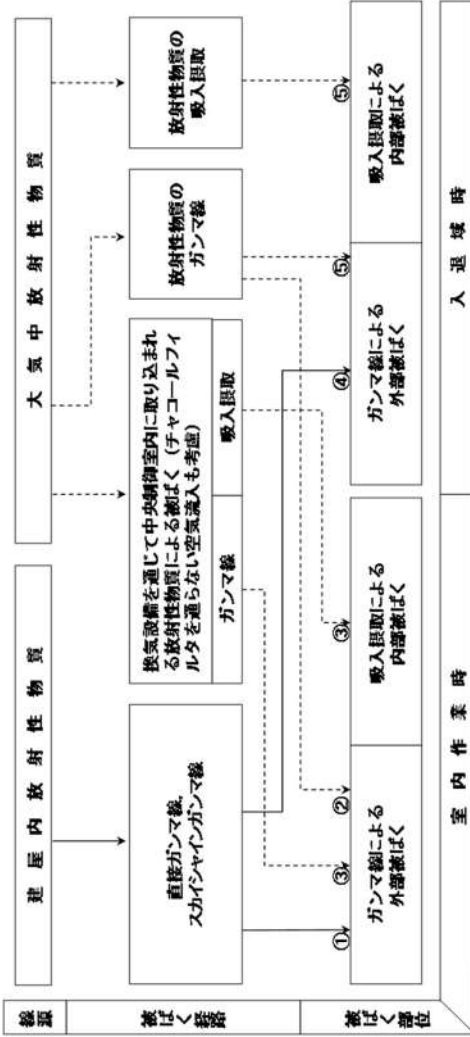 線源
建屋内放射性物質
大気中放射性物質
被ばく経路
直接ガンマ線,
スカイシャインガンマ線
換気設備を通じて中央制御室内に取り込まれ
る放射性物質による被ばく（チャコールフィ
ルタを通らない空気流入も考慮）
ガンマ線
吸入摂取
放射性物質の
ガンマ線
放射性物質の
吸入摂取
被ばく部位
①
③
②
③
④
⑤
⑤
ガンマ線による
外部被ばく
吸入摂取による
内部被ばく
ガンマ線による
外部被ばく
吸入摂取による
内部被ばく
室内作業時
入退域時